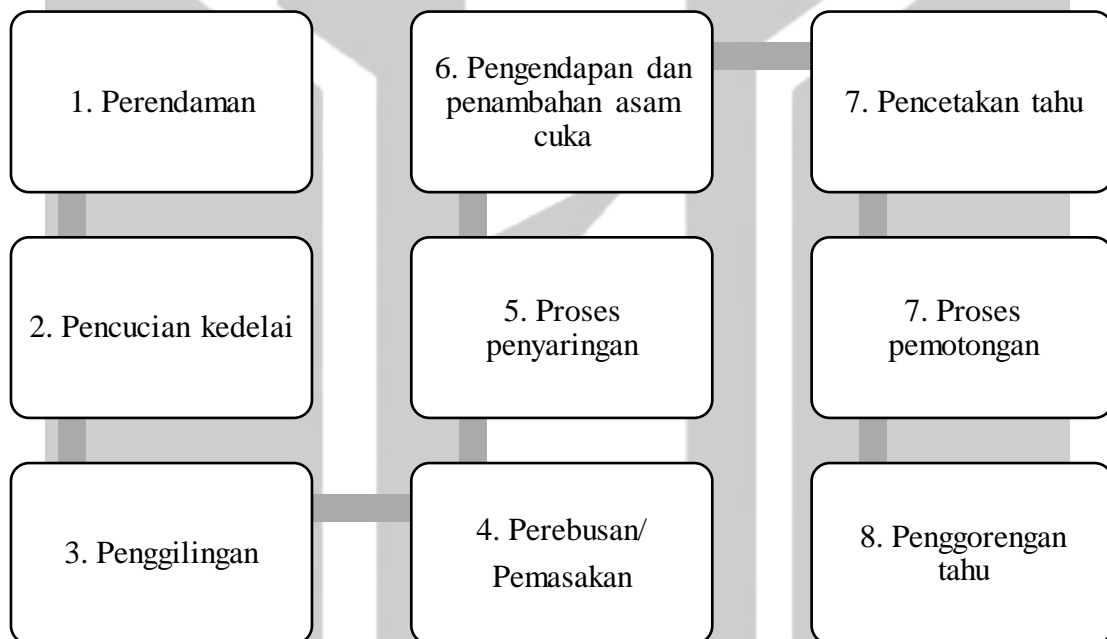 1. Perendaman
2. Pencucian kedelai
3. Penggilingan
4. Perebusan/
Pemasakan
5. Proses
penyaringan
6. Pengendapan dan
penambahan asam
cuka
7. Pencetakan tahu
7. Proses
pemotongan
8. Penggorengan
tahu